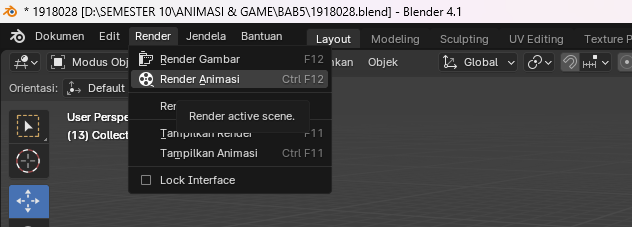 * 1918028 [D:\SEMESTER 10\ANIMASI & GAME\BAB5\1918028.blend] - Blender 4.1
Dokumen Edit Render Jendela Bantuan Layout Modeling Sculpting UV Editing Texture P
Modus Obj Render Gambar F12 kan Objek Global
Render Animasi Ctrl F12
Orientasi: Default
Ren
Render active scene.
User Perspe
Tampilkan Render F11
(13) Collect
Tampilkan Animasi Ctrl F11
Lock Interface